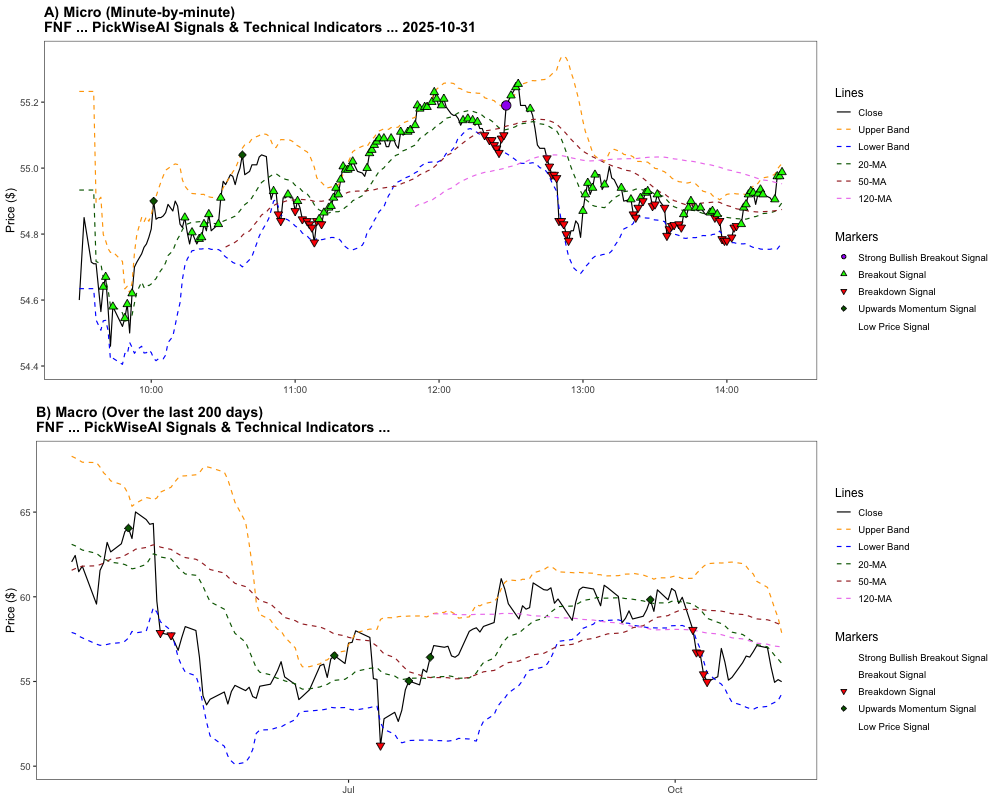 A) Micro (Minute-by-minute)
FNF ... PickWiseAI Signals & Technical Indicators ... 2025-10-31
Price ($)
55.2
55.0
54.8
54.6
54.4
10:00
11:00
12:00
13:00
14:00
Lines
Close
Upper Band
Lower Band
20-MA
50-MA
120-MA
Markers
Strong Bullish Breakout Signal
Breakout Signal
Breakdown Signal
Upwards Momentum Signal
Low Price Signal
B) Macro (Over the last 200 days)
FNF ... PickWiseAI Signals & Technical Indicators ...
Price ($)
65
60
55
50
Jul
Oct
Lines
Close
Upper Band
Lower Band
20-MA
50-MA
120-MA
Markers
Strong Bullish Breakout Signal
Breakout Signal
Breakdown Signal
Upwards Momentum Signal
Low Price Signal